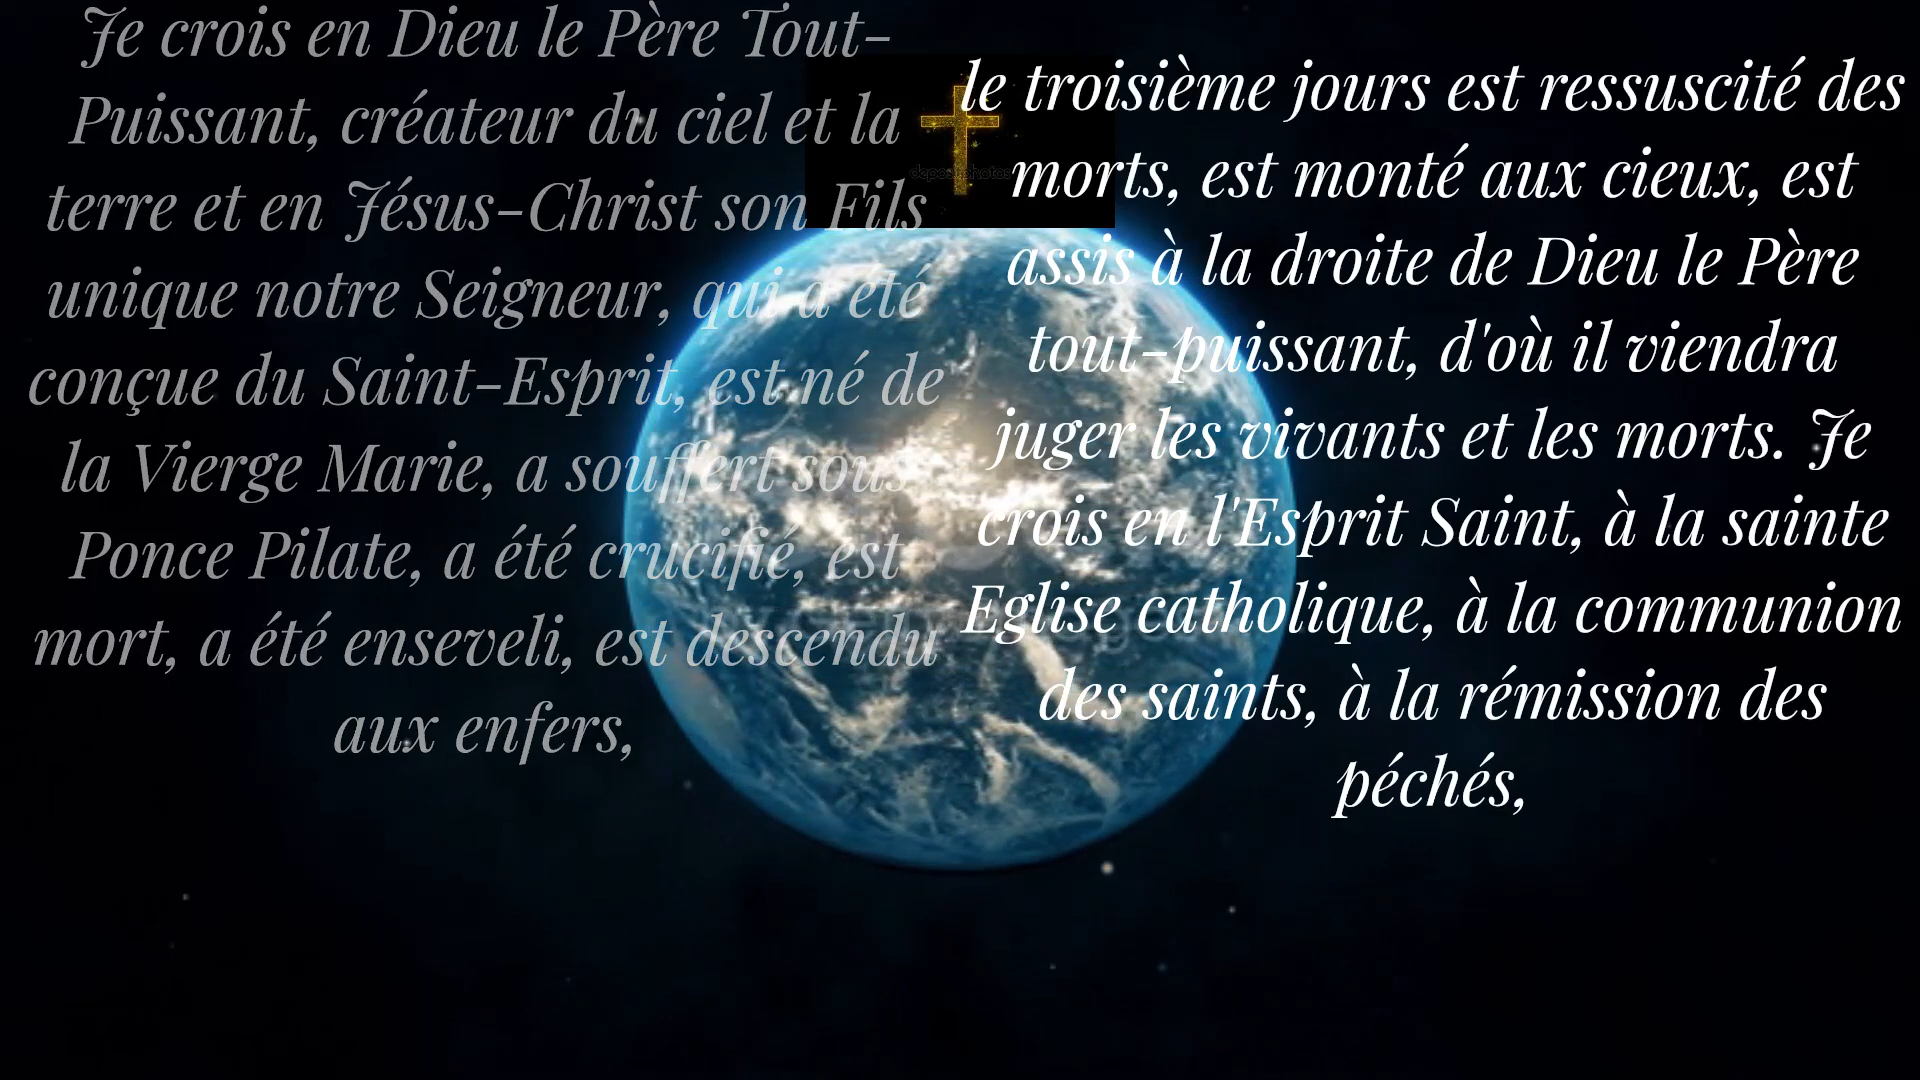 Je crois en Dieu le Père Tout-
Puissant, créateur du ciel et la
terre et en Jésus-Christ son Fils
unique notre Seigneur, qui a été
conçue du Saint-Esprit, est né de
la Vierge Marie, a souffert sous
Ponce Pilate, a été crucifié, est
mort, a été enseveli, est descendu
aux enfers,
le troisième jours est ressuscité des
morts, est monté aux cieux, est
assis à la droite de Dieu le Père
tout-puissant, d'où il viendra
juger les vivants et les morts. Je
crois en l'Esprit Saint, à la sainte
Eglise catholique, à la communion
des saints, à la rémission des
péchés,
depositphotos